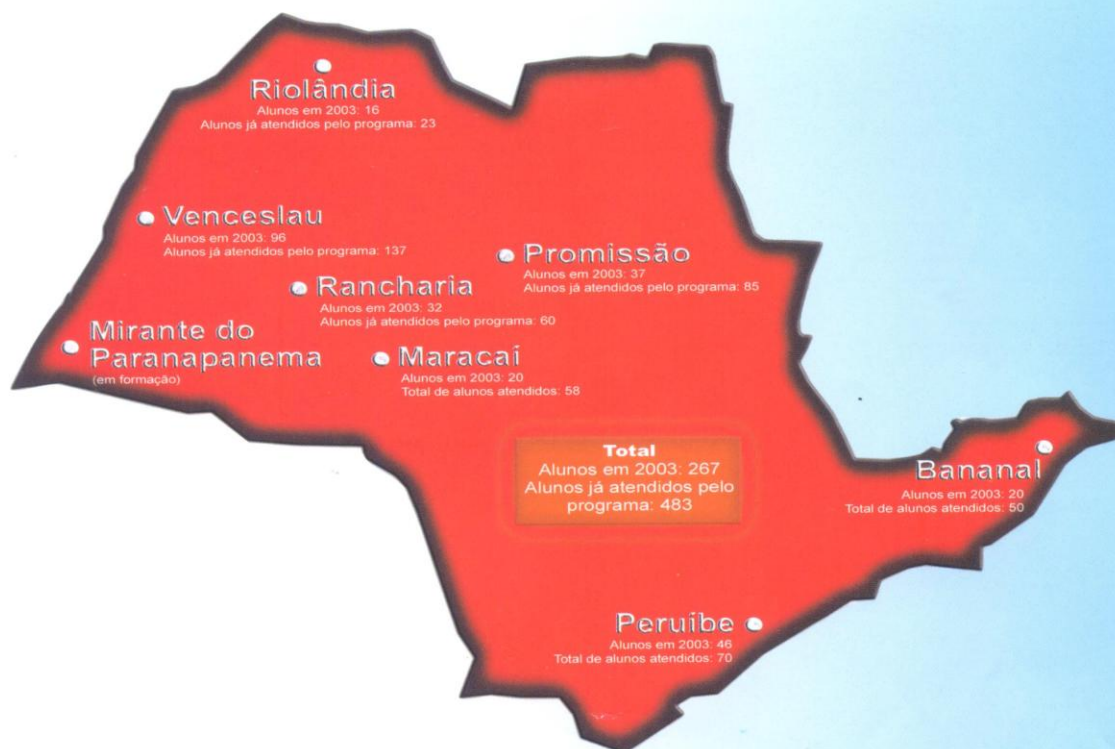 Riolândia
Alunos em 2003: 16
Alunos já atendidos pelo programa: 23
Venceslau
Alunos em 2003: 96
Alunos já atendidos pelo programa: 137
Promissão
Alunos em 2003: 37
Alunos já atendidos pelo programa: 85
Rancharia
Alunos em 2003: 32
Alunos já atendidos pelo programa: 60
Mirante do
Paranapanema
(em formação)
Maracaí
Alunos em 2003: 20
Total de alunos atendidos: 58
Total
Alunos em 2003: 267
Alunos já atendidos pelo
programa: 483
Bananal
Alunos em 2003: 20
Total de alunos atendidos: 50
Peruíbe
Alunos em 2003: 46
Total de alunos atendidos: 70